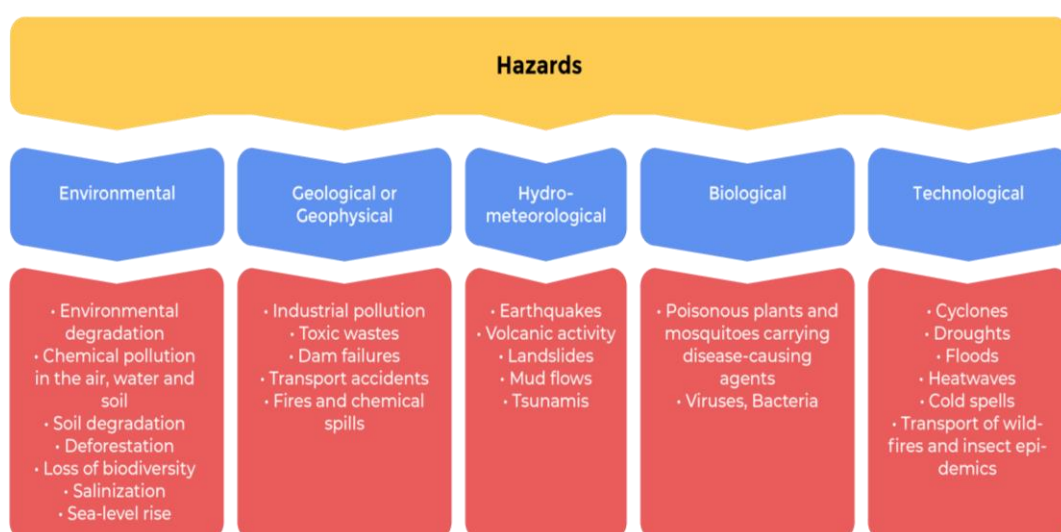 Hazards
Environmental
Geological or
Geophysical
Hydro-
meteorological
Biological
Technological
• Environmental
degradation
• Chemical pollution
in the air, water and
soil
• Soil degradation
• Deforestation
• Loss of biodiversity
• Salinization
• Sea-level rise
• Industrial pollution
• Toxic wastes
• Dam failures
• Transport accidents
• Fires and chemical
spills
• Earthquakes
• Volcanic activity
• Landslides
• Mud flows
• Tsunamis
• Poisonous plants and
mosquitoes carrying
disease-causing
agents
• Viruses, Bacteria
• Cyclones
• Droughts
• Floods
• Heatwaves
• Cold spells
• Transport of wild-
fires and insect epi-
demics